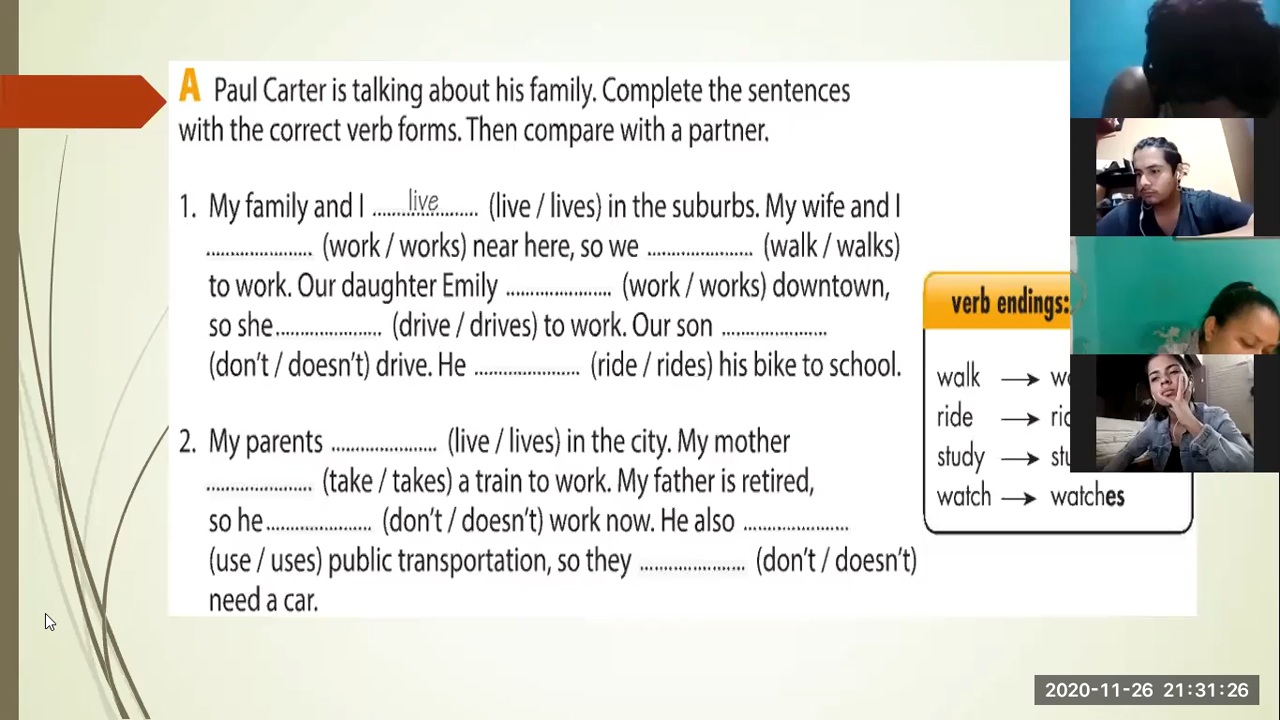 A Paul Carter is talking about his family. Complete the sentences
with the correct verb forms. Then compare with a partner.
1. My family and I ....live.... (live / lives) in the suburbs. My wife and I
..................... (work / works) near here, so we ..................... (walk / walks)
to work. Our daughter Emily ..................... (work / works) downtown,
so she..................... (drive / drives) to work. Our son .....................
(don't / doesn't) drive. He ..................... (ride / rides) his bike to school.
2. My parents ..................... (live / lives) in the city. My mother
..................... (take / takes) a train to work. My father is retired,
so he..................... (don't / doesn't) work now. He also .....................
(use / uses) public transportation, so they ..................... (don't / doesn't)
need a car.
verb endings:
walk →
ride →
study →
watch → watches
2020-11-26 21:31:26